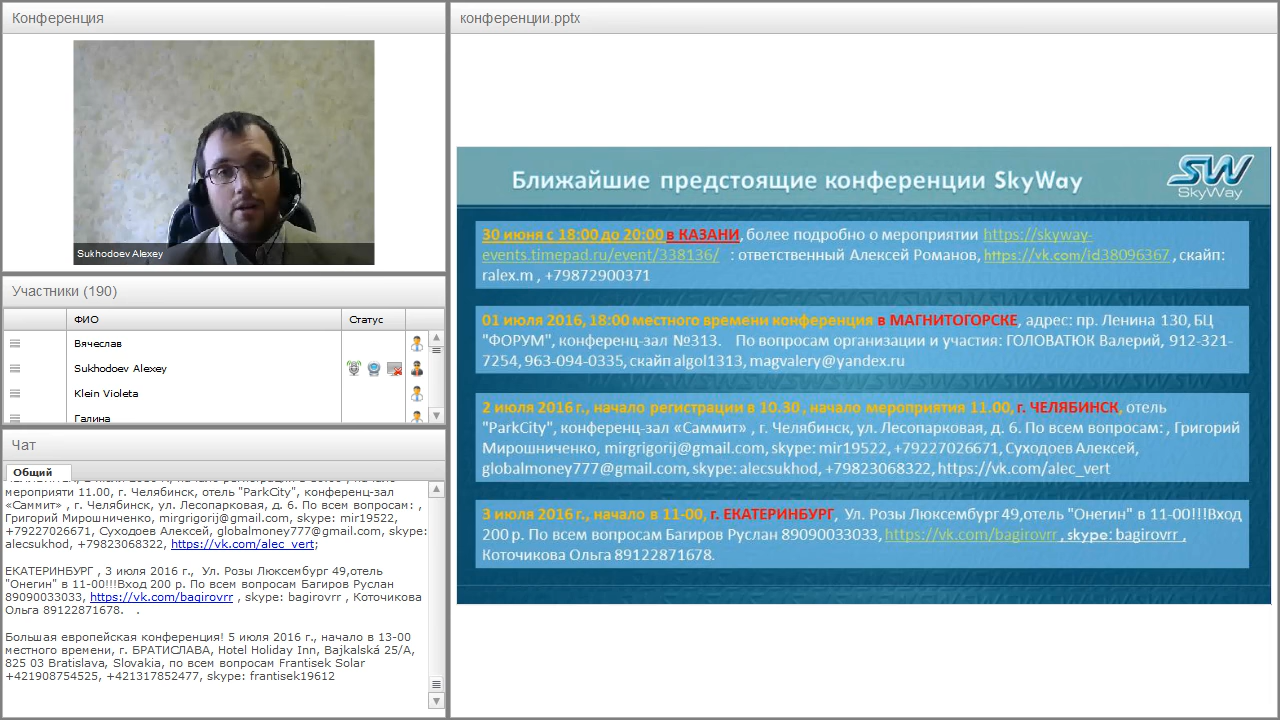 Конференция
Sukhodoev Alexey
Участники (190)
ФИО
Статус
Вячеслав
Sukhodoev Alexey
Klein Violeta
Галина
Чат
Общий
мероприяти 11.00, г. Челябинск, отель "ParkCity", конференц-зал
«Саммит» , г. Челябинск, ул. Лесопарковая, д. 6. По всем вопросам: ,
Григорий Мирошниченко, mirgrigorij@gmail.com, skype: mir19522,
+79227026671, Суходоев Алексей, globalmoney777@gmail.com, skype:
alecsukhod, +79823068322, https://vk.com/alec_vert;
ЕКАТЕРИНБУРГ , 3 июля 2016 г., Ул. Розы Люксембург 49,отель
"Онегин" в 11-00!!!Вход 200 р. По всем вопросам Багиров Руслан
89090033033, https://vk.com/bagirovrr , skype: bagirovrr , Коточикова
Ольга 89122871678. .
Большая европейская конференция! 5 июля 2016 г., начало в 13-00
местного времени, г. БРАТИСЛАВА, Hotel Holiday Inn, Bajkalská 25/A,
825 03 Bratislava, Slovakia, по всем вопросам Frantisek Solar
+421908754525, +421317852477, skype: frantisek19612
конференции.pptx
Ближайшие предстоящие конференции SkyWay
SW
SkyWay
30 июня с 18:00 до 20:00 в КАЗАНИ, более подробно о мероприятии https://skyway-
events.timepad.ru/event/338136/ : ответственный Алексей Романов, https://vk.com/id38096367 , скайп:
ralex.m , +79872900371
01 июля 2016, 18:00 местного времени конференция в МАГНИТОГОРСКЕ, адрес: пр. Ленина 130, БЦ
"ФОРУМ", конференц-зал №313. По вопросам организации и участия: ГОЛОВАТЮК Валерий, 912-321-
7254, 963-094-0335, скайп algol1313, magvalery@yandex.ru
2 июля 2016 г., начало регистрации в 10.30 , начало мероприятия 11.00, г. ЧЕЛЯБИНСК, отель
"ParkCity", конференц-зал «Саммит» , г. Челябинск, ул. Лесопарковая, д. 6. По всем вопросам: , Григорий
Мирошниченко, mirgrigorij@gmail.com, skype: mir19522, +79227026671, Суходоев Алексей,
globalmoney777@gmail.com, skype: alecsukhod, +79823068322, https://vk.com/alec_vert
3 июля 2016 г., начало в 11-00, г. ЕКАТЕРИНБУРГ, Ул. Розы Люксембург 49,отель "Онегин" в 11-00!!!Вход
200 р. По всем вопросам Багиров Руслан 89090033033, https://vk.com/bagirovrr , skype: bagirovrr ,
Коточикова Ольга 89122871678.